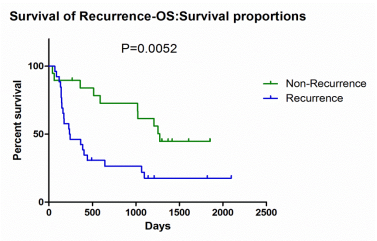 Survival of Recurrence-OS:Survival proportions
P=0.0052
100
50
0
Percent survival
0 500 1000 1500 2000 2500
Days
Non-Recurrence
Recurrence